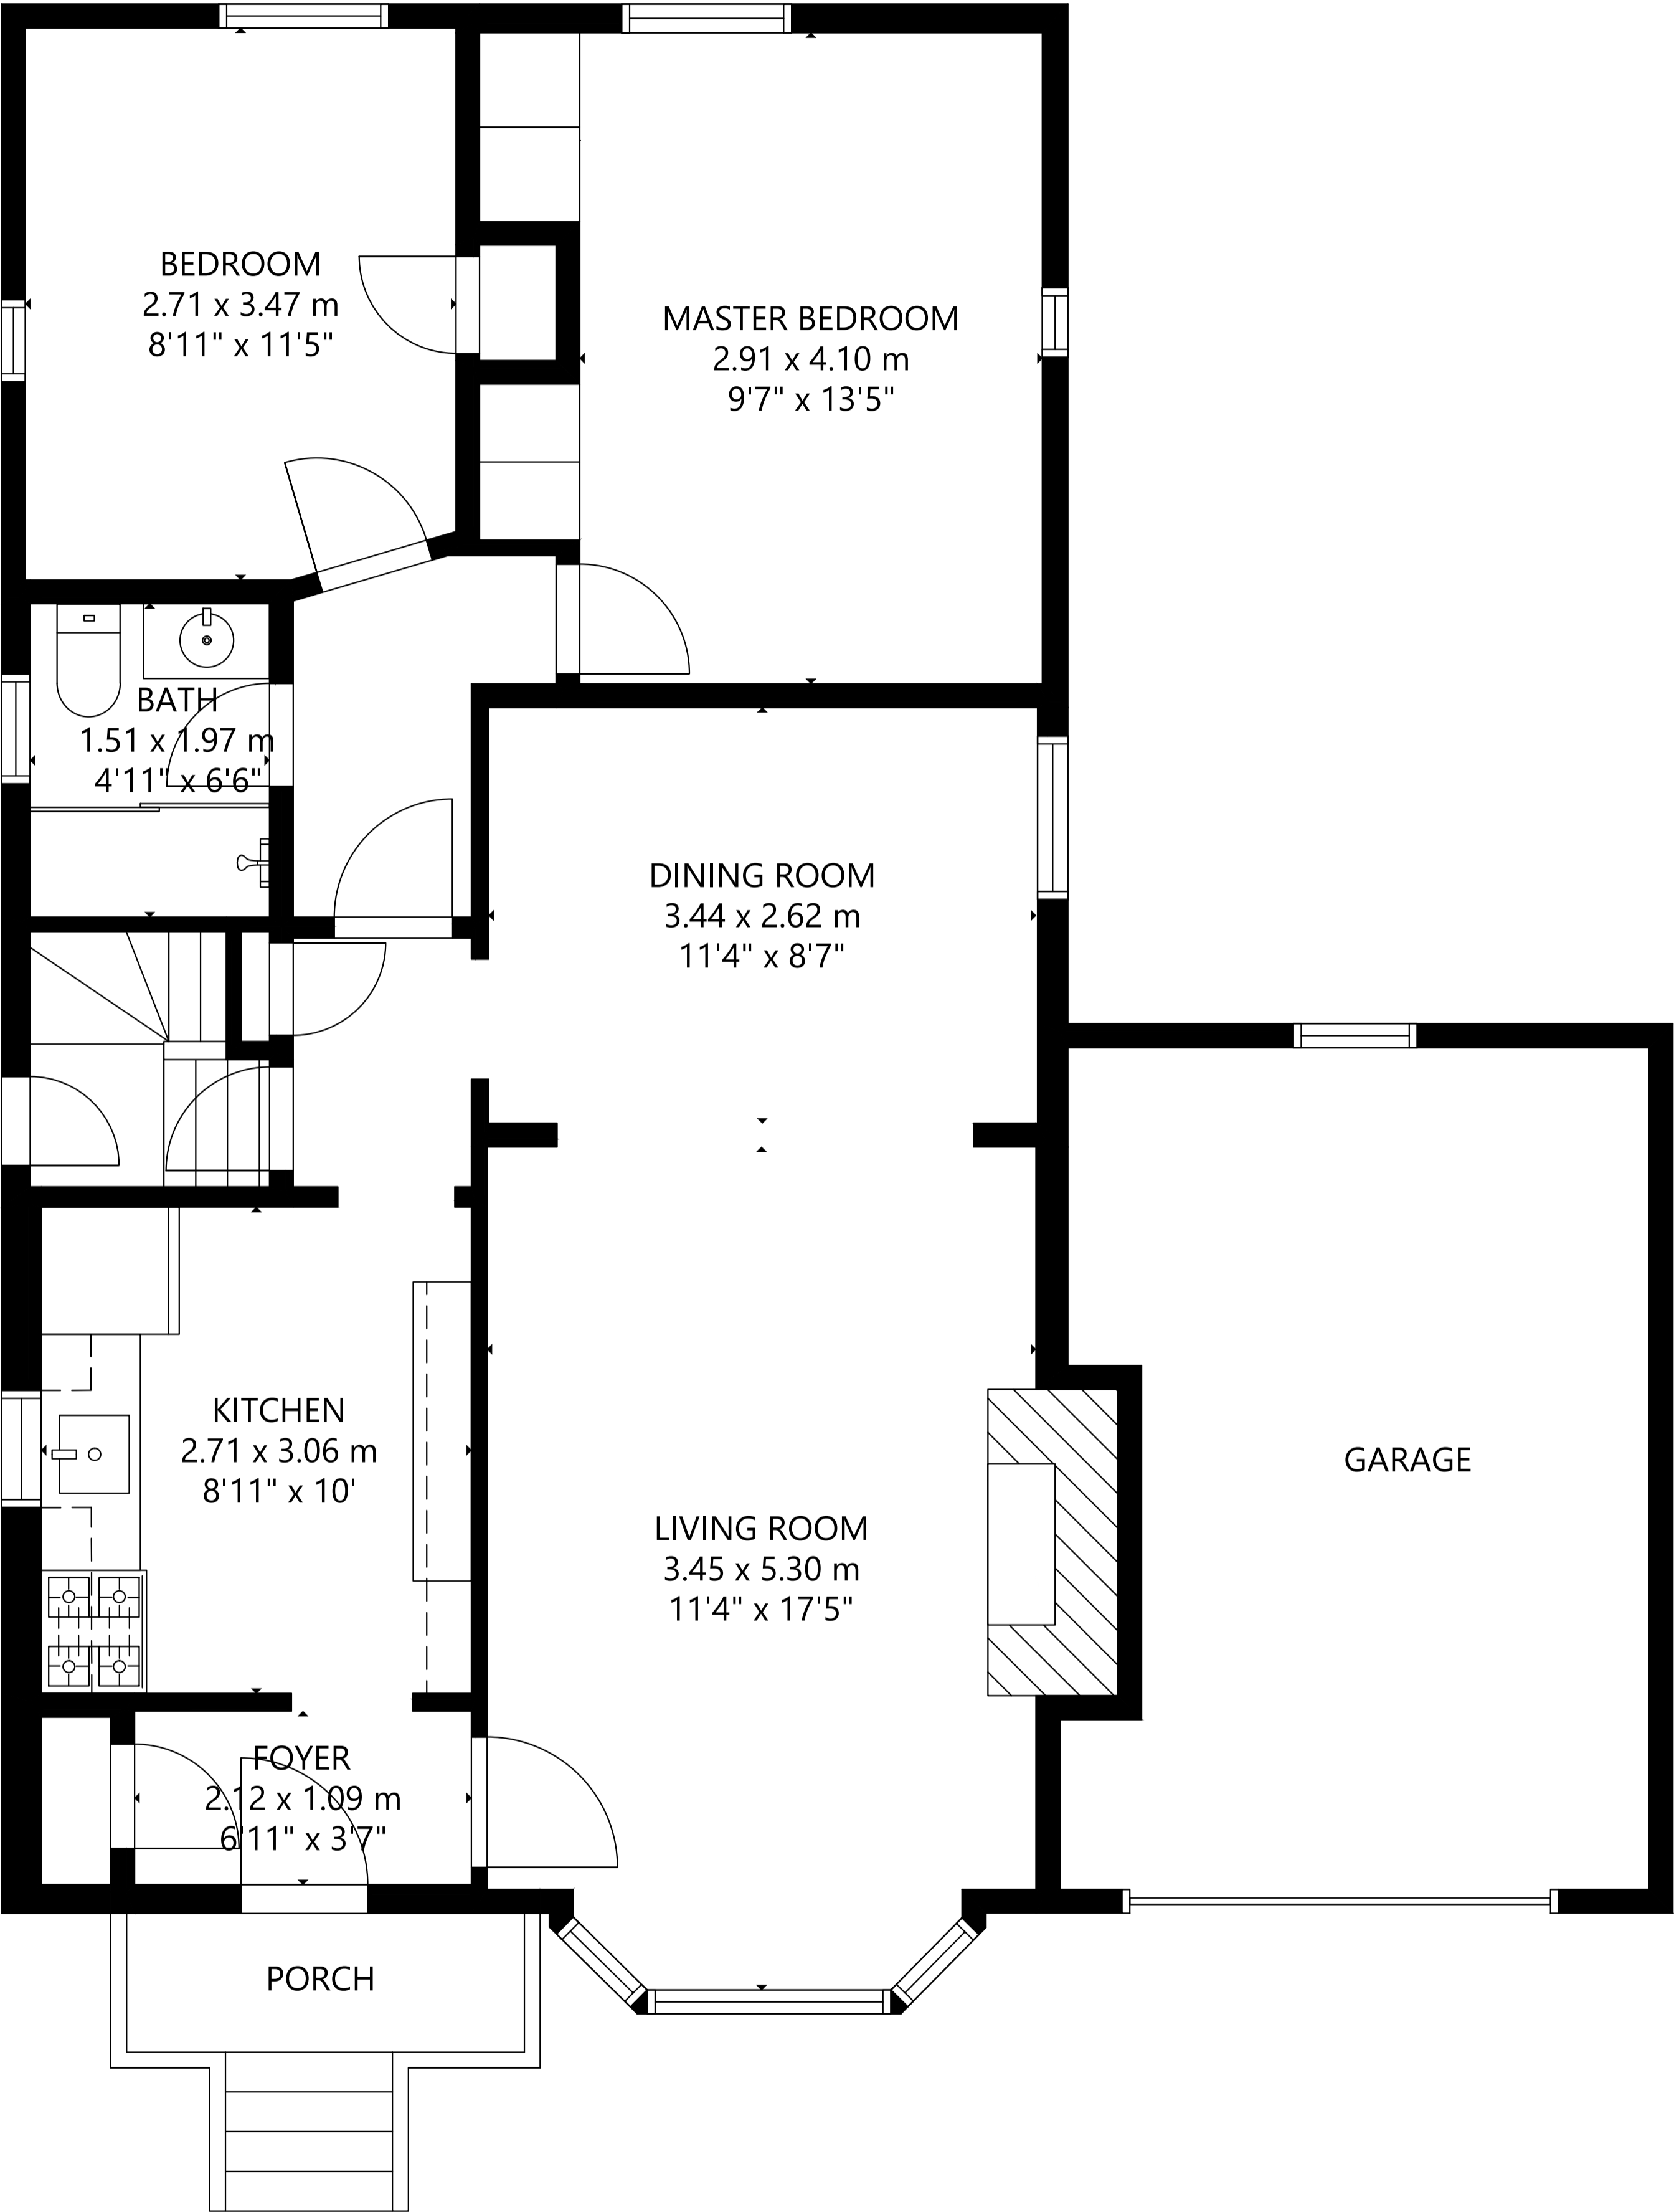 BEDROOM
2.71 x 3.47 m
8'11" x 11'5"
MASTER BEDROOM
2.91 x 4.10 m
9'7" x 13'5"
BATH
1.51 x 1.97 m
4'11" x 6'6"
DINING ROOM
3.44 x 2.62 m
11'4" x 8'7"
KITCHEN
2.71 x 3.06 m
8'11" x 10'
GARAGE
LIVING ROOM
3.45 x 5.30 m
11'4" x 17'5"
FOYER
2.12 x 1.09 m
6'11" x 3'7"
PORCH